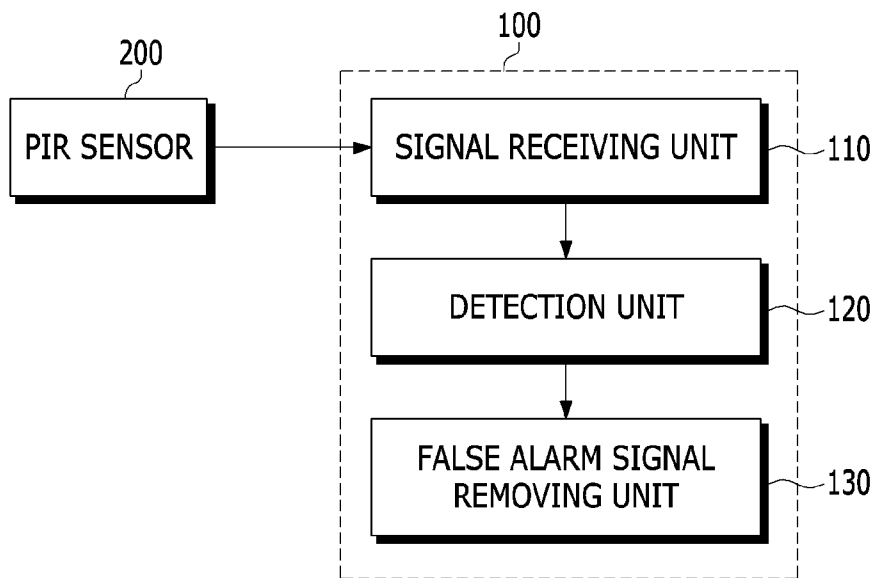 100
200
PIR SENSOR
SIGNAL RECEIVING UNIT
110
DETECTION UNIT
120
FALSE ALARM SIGNAL
REMOVING UNIT
130